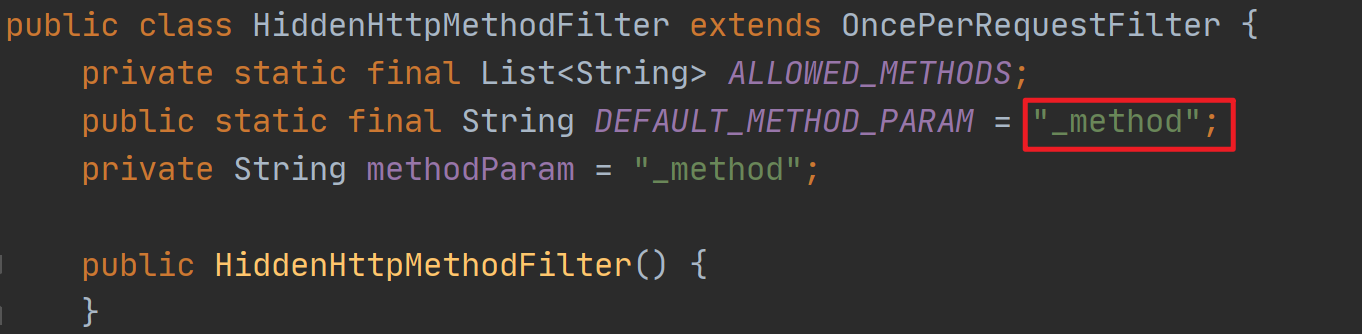 public class HiddenHttpMethodFilter extends OncePerRequestFilter {
private static final List<String> ALLOWED_METHODS;
public static final String DEFAULT_METHOD_PARAM = "_method";
private String methodParam = "_method";
public HiddenHttpMethodFilter() {
}